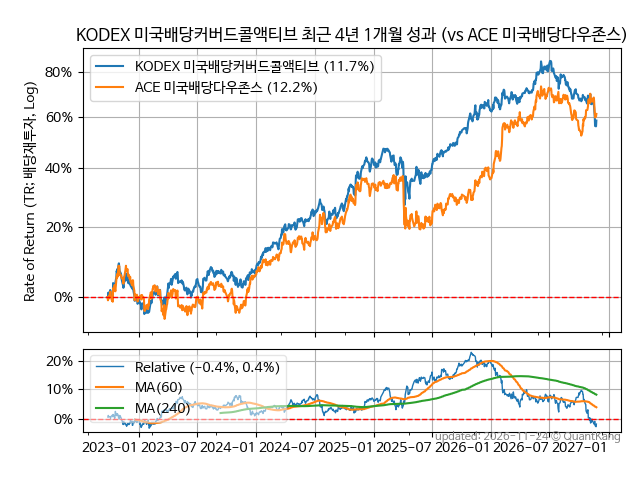 KODEX 미국배당커버드콜액티브 최근 4년 1개월 성과 (vs ACE 미국배당다우존스)
Rate of Return (TR: 배당재투자, Log)
80%
60%
40%
20%
0%
KODEX 미국배당커버드콜액티브 (11.7%)
ACE 미국배당다우존스 (12.2%)
20%
10%
0%
Relative (−0.4%, 0.4%)
MA(60)
MA(240)
updated: 2026-11-24 © QuantKang
2023−01 2023−07 2024−01 2024−07 2025−01 2025−07 2026−01 2026−07 2027−01